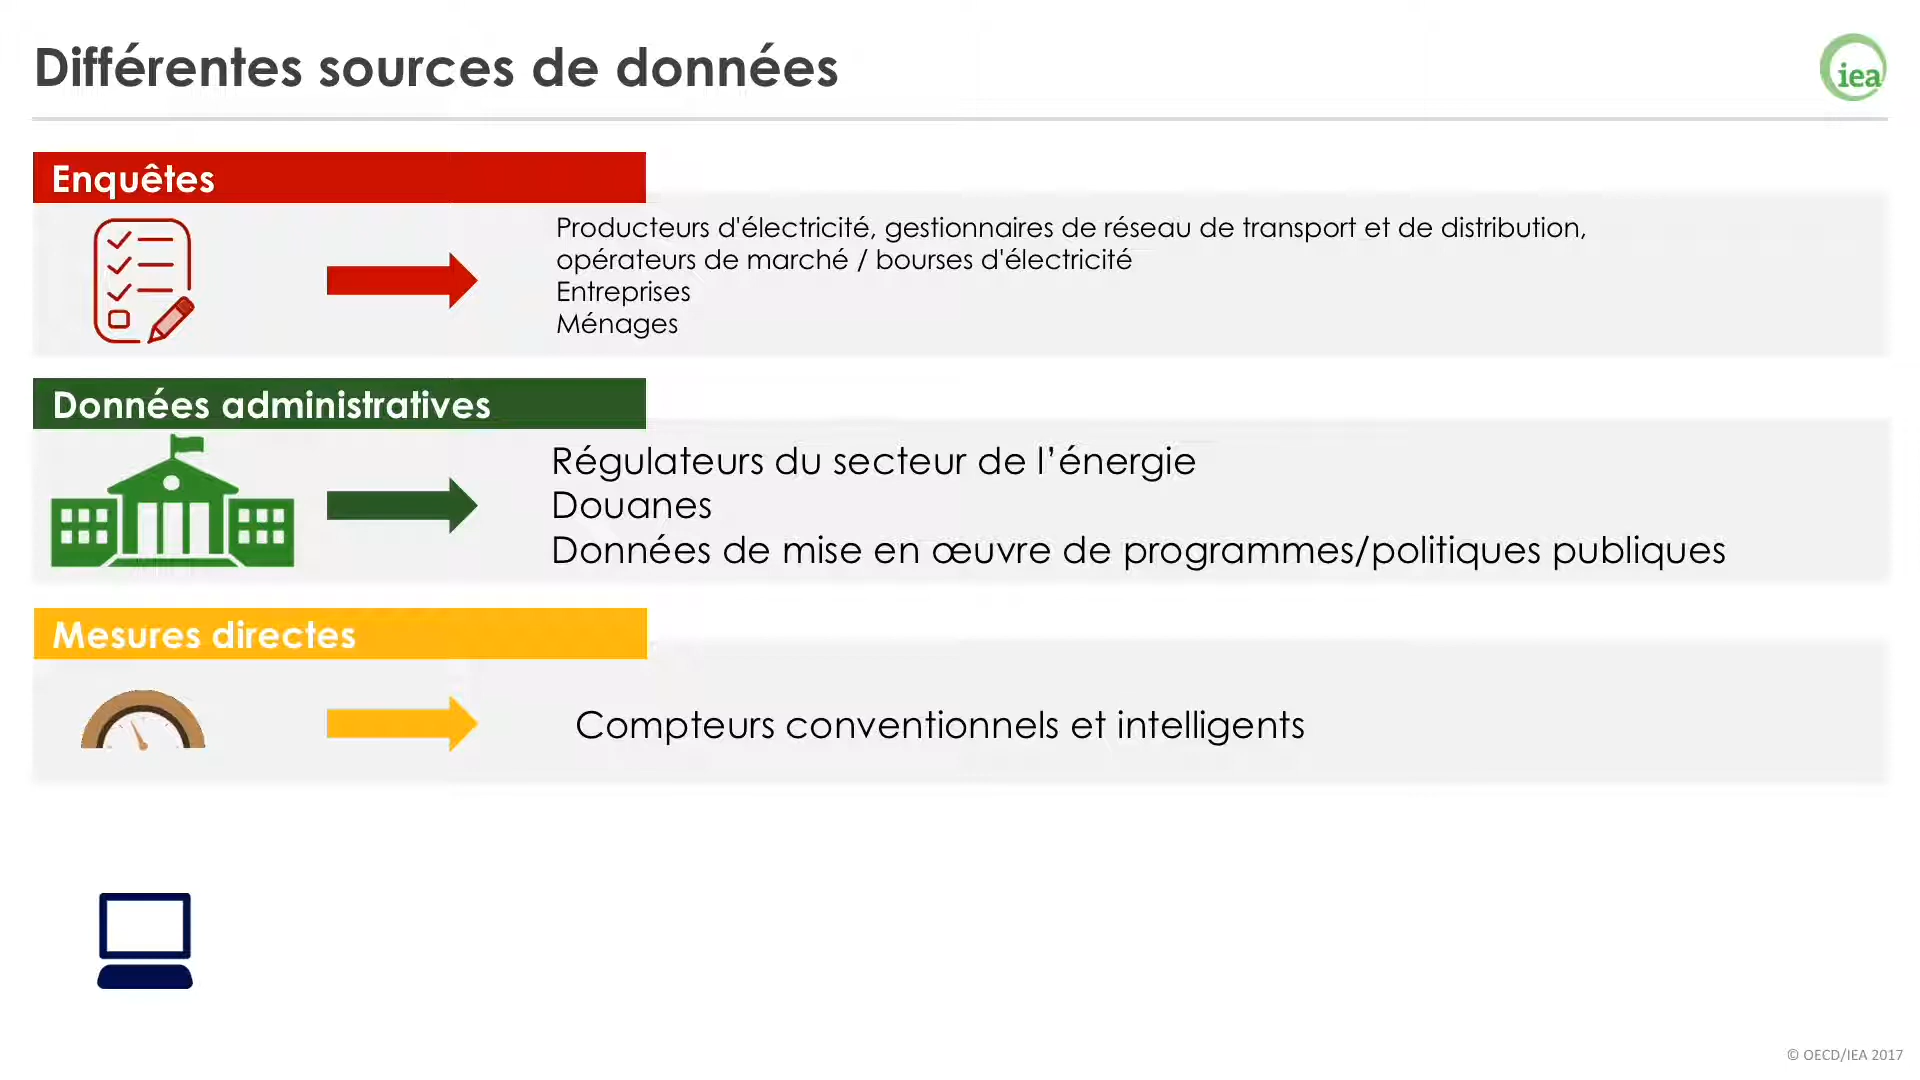 Différentes sources de données
iea
Enquêtes
Producteurs d'électricité, gestionnaires de réseau de transport et de distribution,
opérateurs de marché / bourses d'électricité
Entreprises
Ménages
Données administratives
Régulateurs du secteur de l’énergie
Douanes
Données de mise en œuvre de programmes/politiques publiques
Mesures directes
Compteurs conventionnels et intelligents
© OECD/IEA 2017